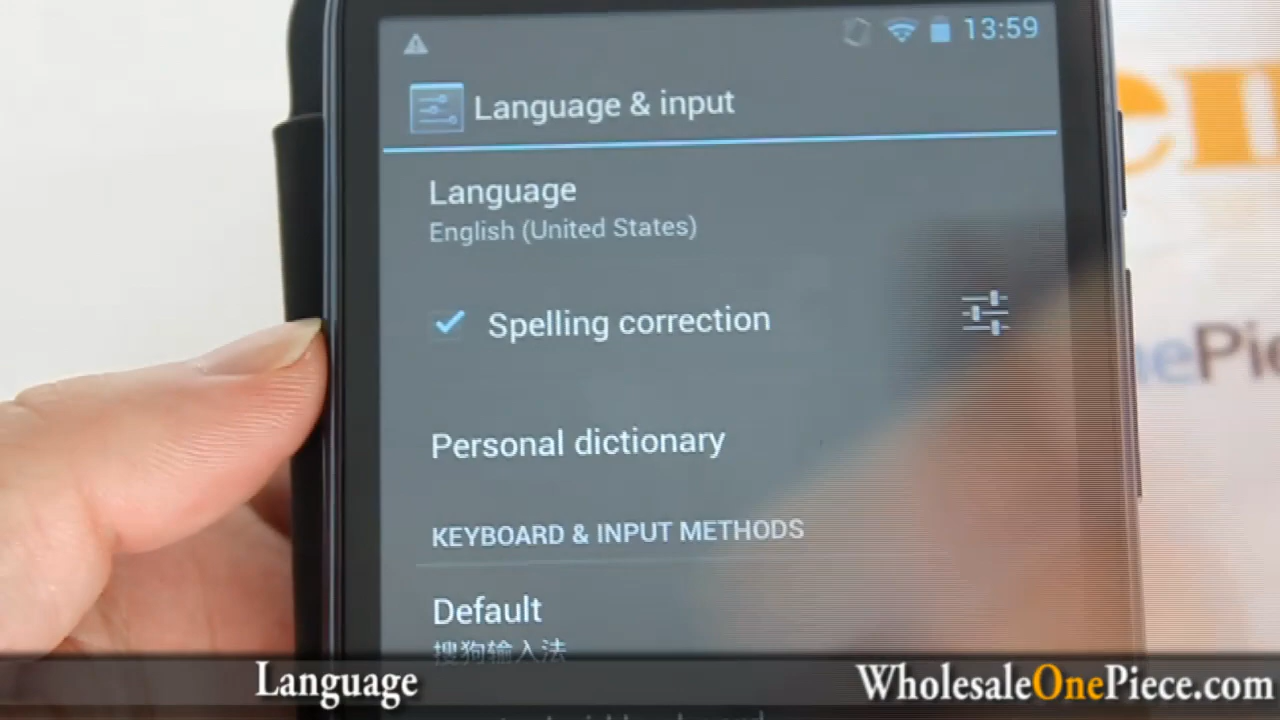 13:59
Language & input
Language
English (United States)
Spelling correction
Personal dictionary
KEYBOARD & INPUT METHODS
Default
搜狗输入法
Language
WholesaleOnePiece.com